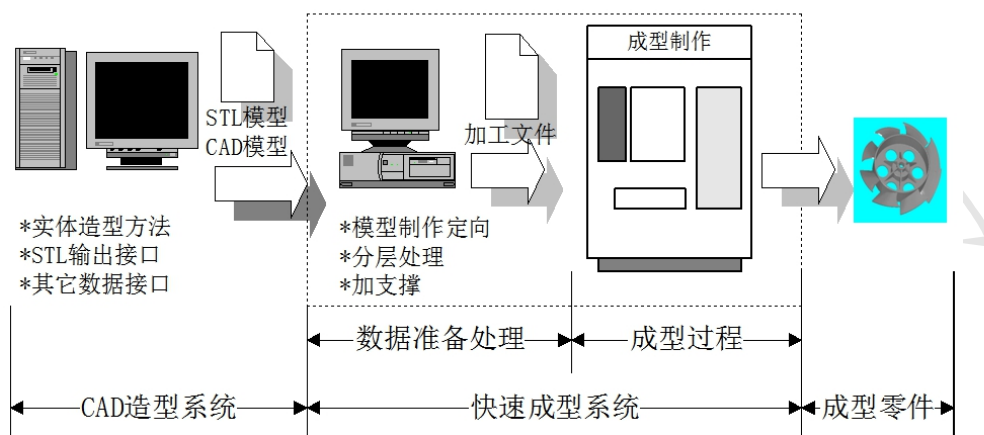 成型制作
STL模型
CAD模型
加工文件
*实体造型方法
*STL输出接口
*其它数据接口
*模型制作定向
*分层处理
*加支撑
数据准备处理
成型过程
CAD造型系统
快速成型系统
成型零件